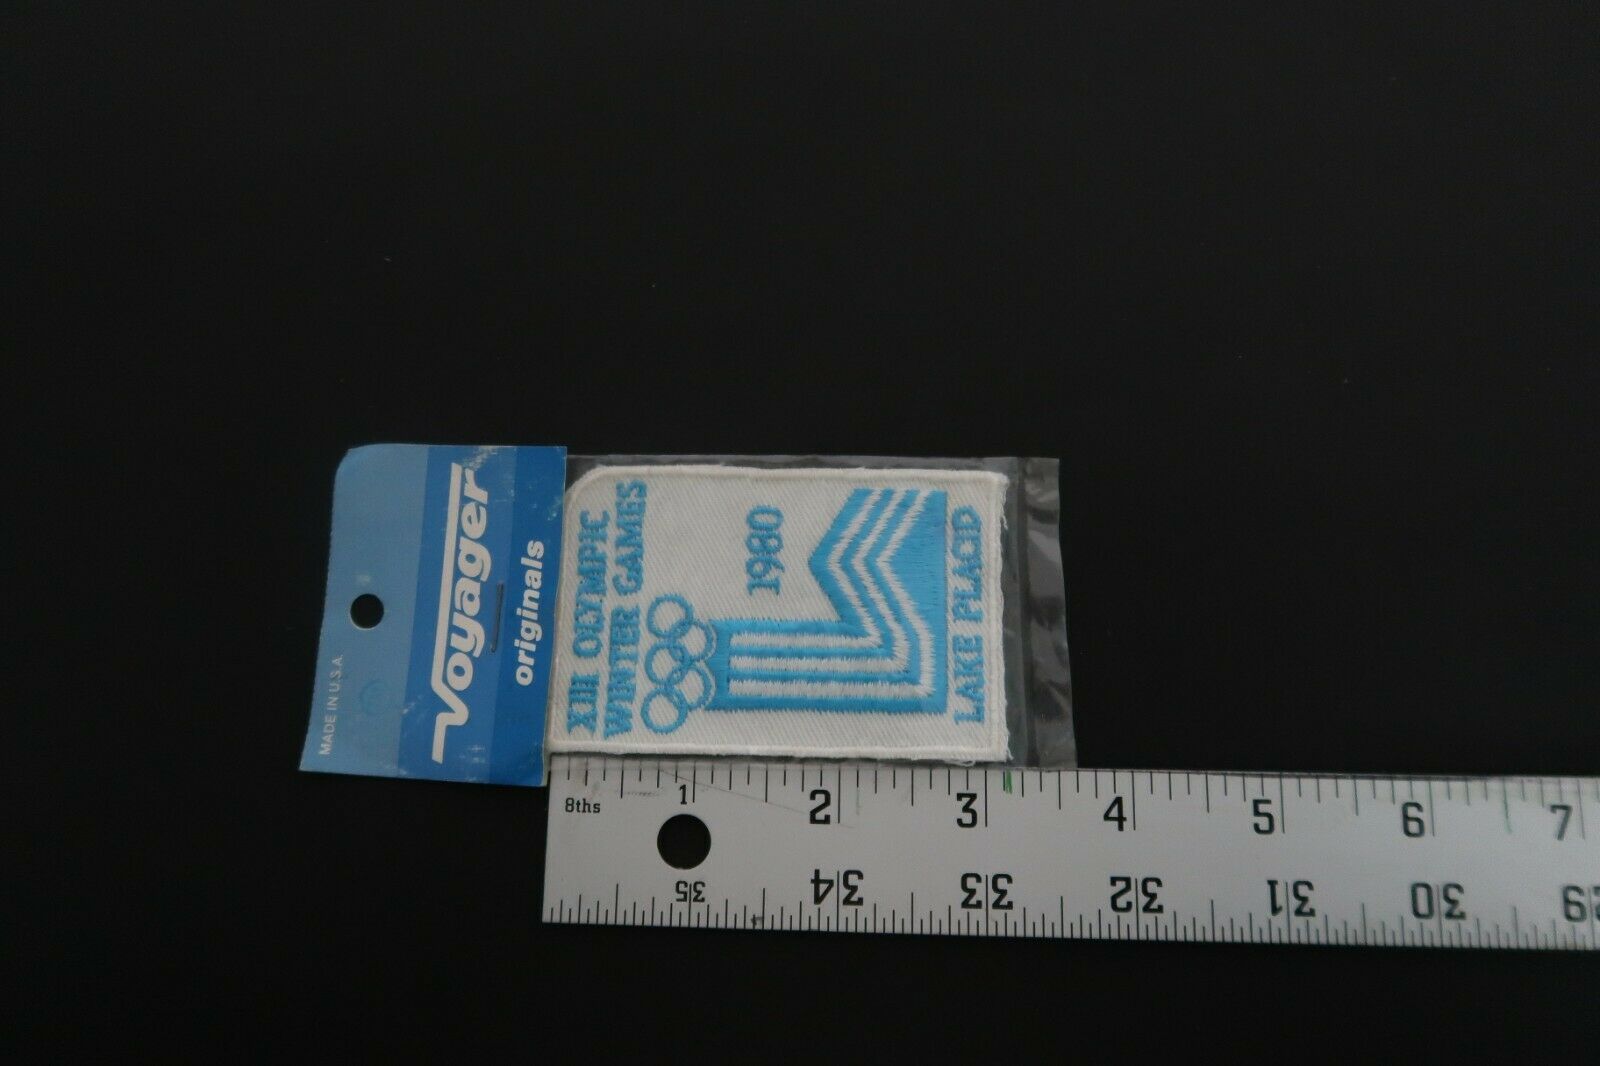 MADE IN U.S.A.
Voyager
originals
XIII OLYMPIC
WINTER GAMES
1980
LAKE PLACID
8ths
1 2 3 4 5 6 7
35 34 33 32 31 30 29